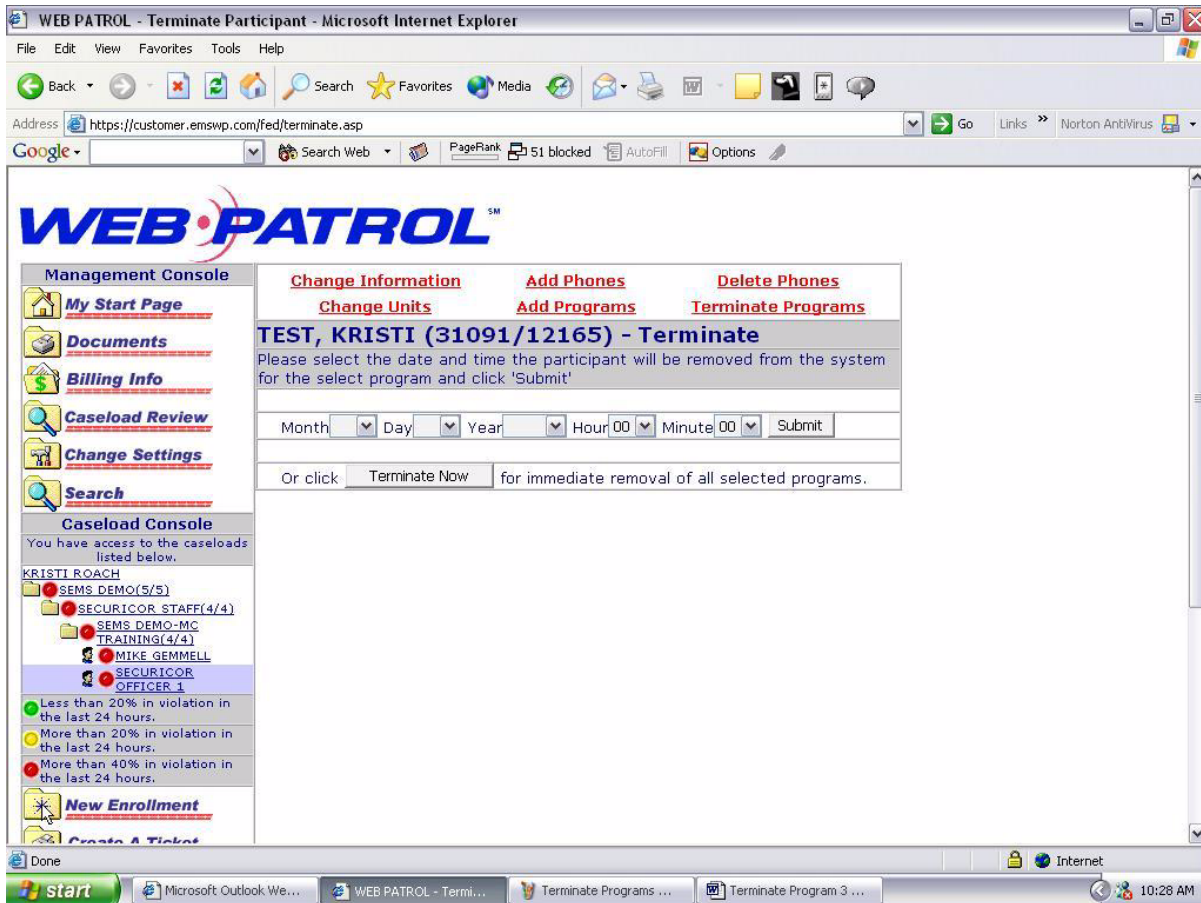 WEB PATROL - Terminate Participant - Microsoft Internet Explorer
File Edit View Favorites Tools Help
Back Search Favorites Media
Address https://customer.emswp.com/fed/terminate.asp Go Links » Norton AntiVirus
Google Search Web PageRank 51 blocked AutoFill Options
WEB PATROL SM
Management Console
My Start Page
Documents
Billing Info
Caseload Review
Change Settings
Search
Caseload Console
You have access to the caseloads
listed below.
KRISTI ROACH
SEMS DEMO(5/5)
SECURICOR STAFF(4/4)
SEMS DEMO-MC
TRAINING(4/4)
MIKE GEMMELL
SECURICOR
OFFICER 1
Less than 20% in violation in
the last 24 hours.
More than 20% in violation in
the last 24 hours.
More than 40% in violation in
the last 24 hours.
New Enrollment
Create A Ticket
Change Information Add Phones Delete Phones
Change Units Add Programs Terminate Programs
TEST, KRISTI (31091/12165) - Terminate
Please select the date and time the participant will be removed from the system
for the select program and click 'Submit'
Month Day Year Hour 00 Minute 00 Submit
Or click Terminate Now for immediate removal of all selected programs.
Done Internet
start Microsoft Outlook We... WEB PATROL - Termi... Terminate Programs ... Terminate Program 3 ... 10:28 AM